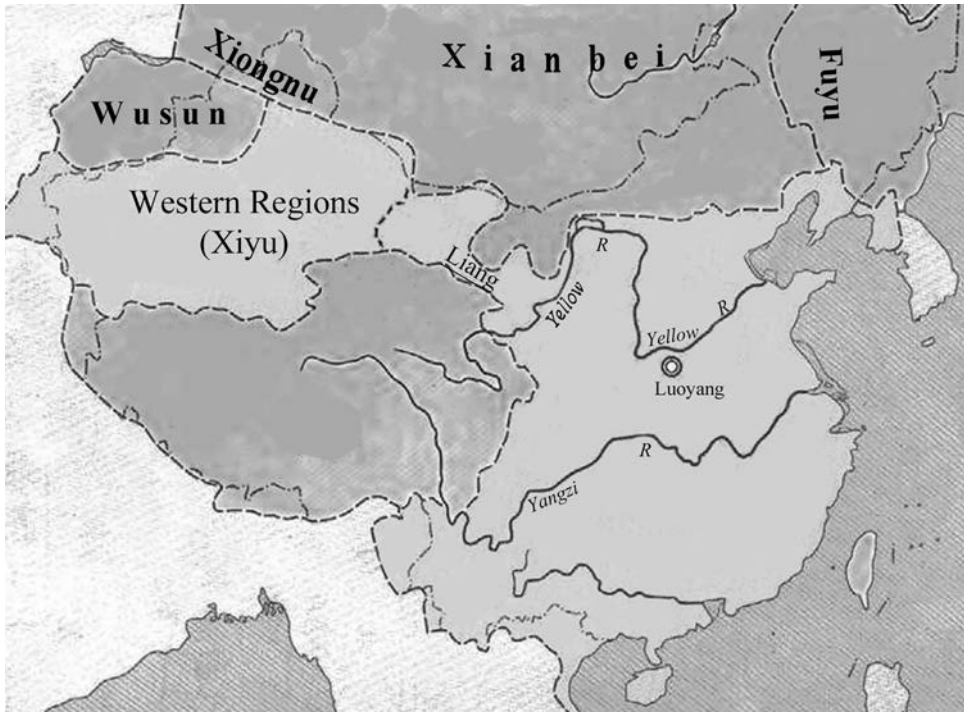 Xianbei
Xiongnu
Fuyu
Wusun
Western Regions
(Xiyu)
Liang
R
Yellow
R
Yellow
Luoyang
R
Yangzi